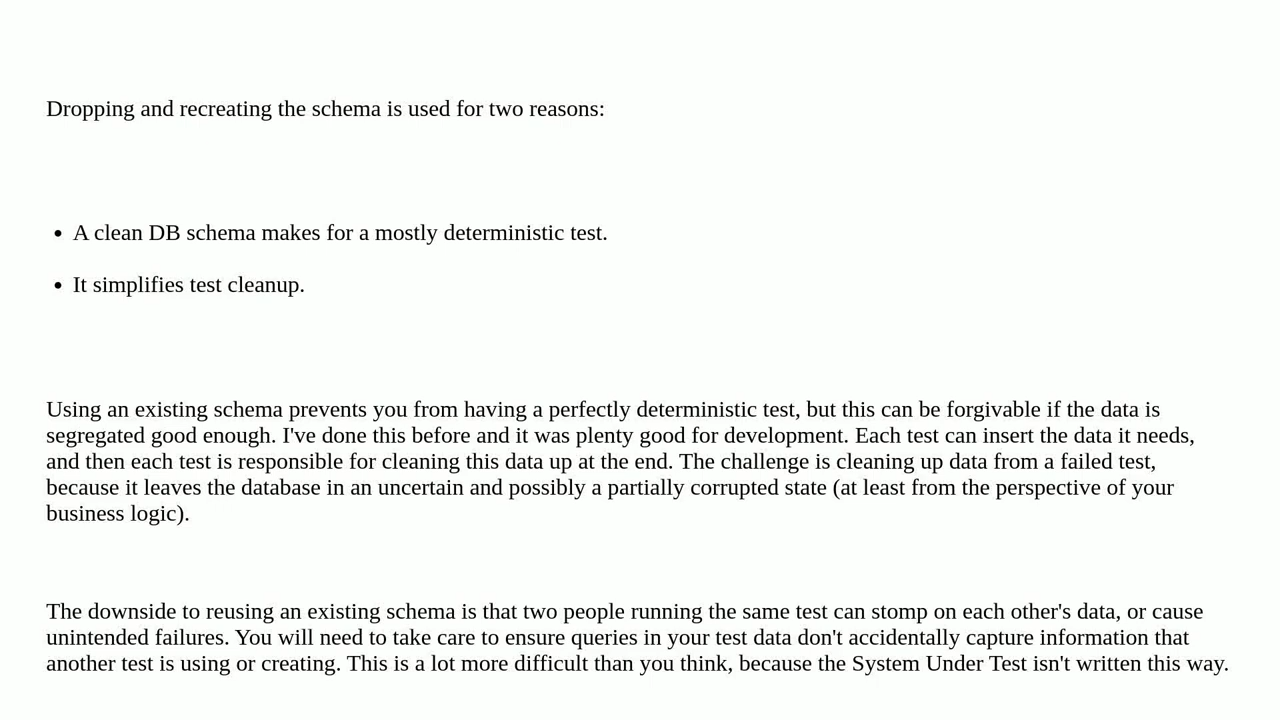 Dropping and recreating the schema is used for two reasons:
• A clean DB schema makes for a mostly deterministic test.
• It simplifies test cleanup.
Using an existing schema prevents you from having a perfectly deterministic test, but this can be forgivable if the data is
segregated good enough. I've done this before and it was plenty good for development. Each test can insert the data it needs,
and then each test is responsible for cleaning this data up at the end. The challenge is cleaning up data from a failed test,
because it leaves the database in an uncertain and possibly a partially corrupted state (at least from the perspective of your
business logic).
The downside to reusing an existing schema is that two people running the same test can stomp on each other's data, or cause
unintended failures. You will need to take care to ensure queries in your test data don't accidentally capture information that
another test is using or creating. This is a lot more difficult than you think, because the System Under Test isn't written this way.